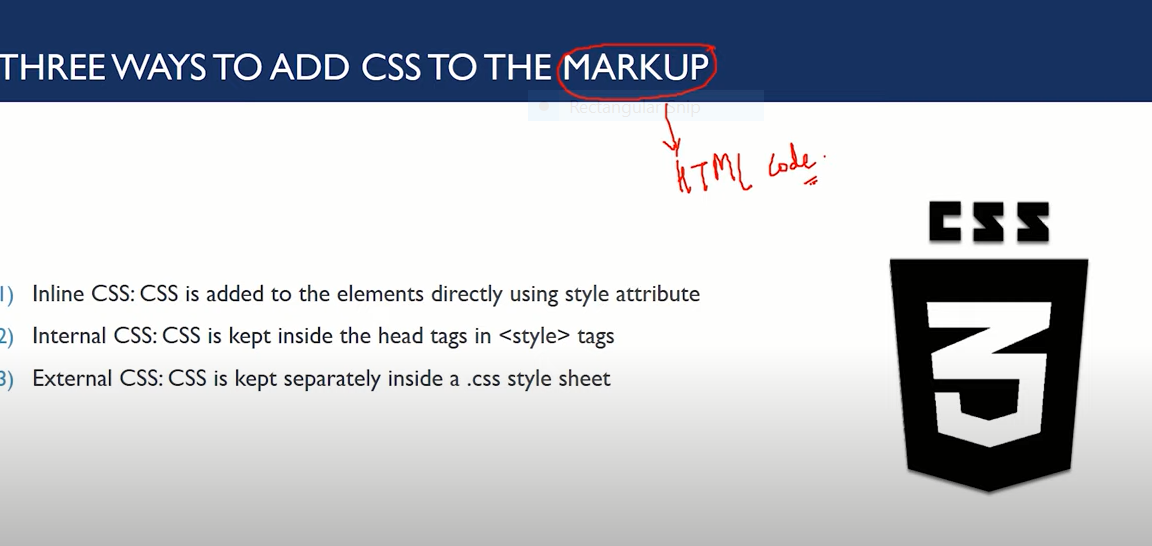 THREE WAYS TO ADD CSS TO THE MARKUP
Rectangular Snip
HTML code.
CSS
1) Inline CSS: CSS is added to the elements directly using style attribute
2) Internal CSS: CSS is kept inside the head tags in <style> tags
3) External CSS: CSS is kept separately inside a .css style sheet
3